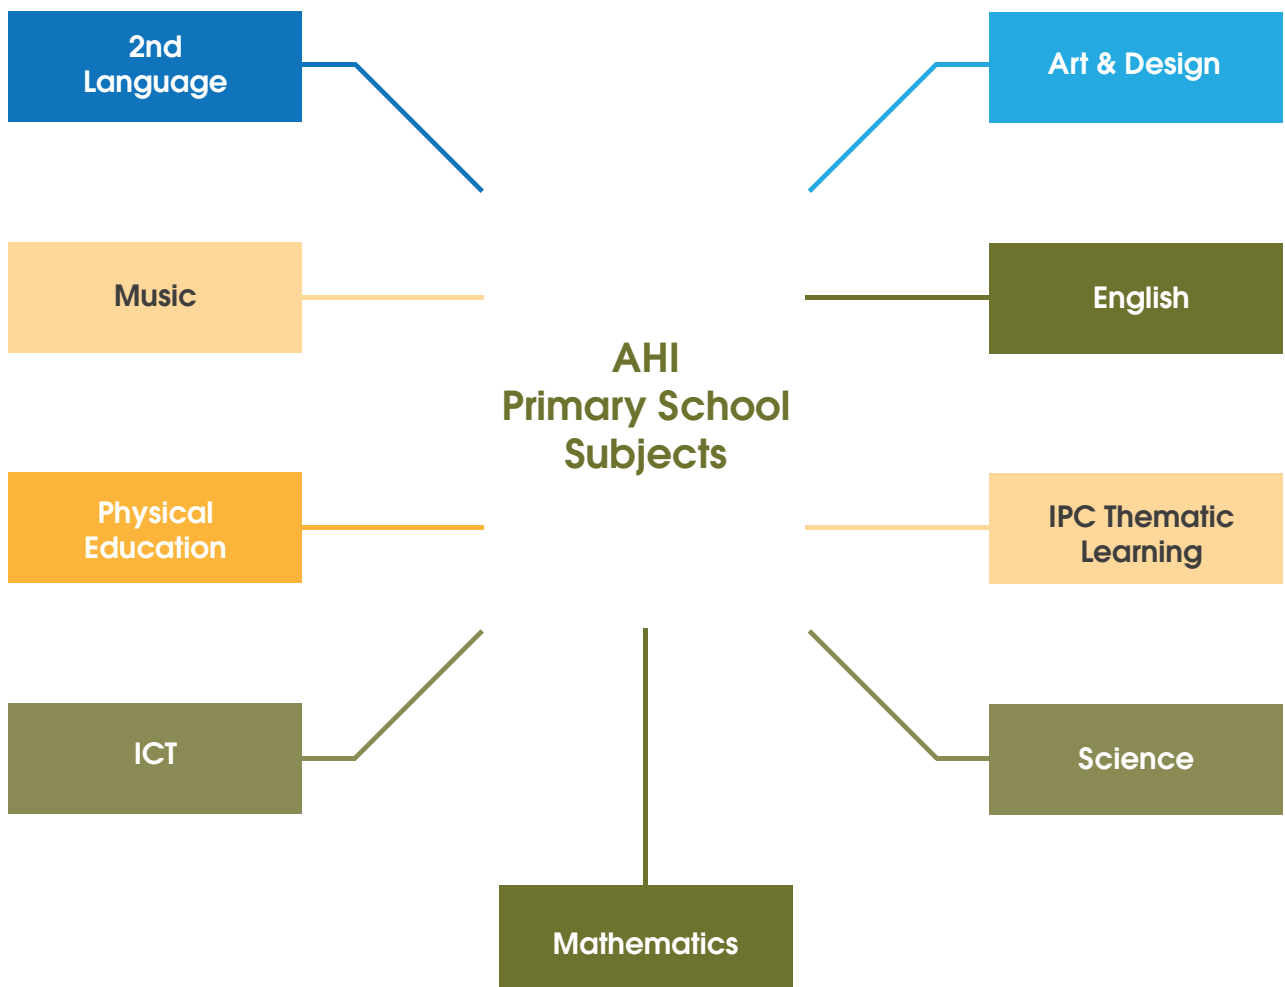 2nd
Language
Art & Design
Music
English
AHI
Primary School
Subjects
Physical
Education
IPC Thematic
Learning
ICT
Science
Mathematics